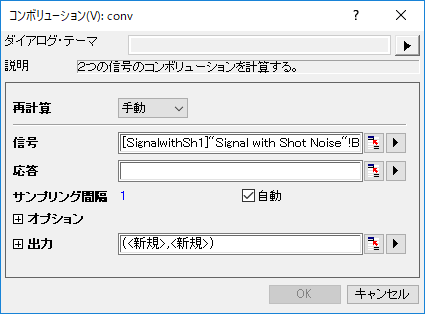 コンボリューション(V): conv
ダイアログ・テーマ
説明 2つの信号のコンボリューションを計算する。
再計算 手動
信号 [SignalwithSh1]"Signal with Shot Noise"!B
応答
サンプリング間隔 1 自動
オプション
出力 (<新規>,<新規>)
OK キャンセル